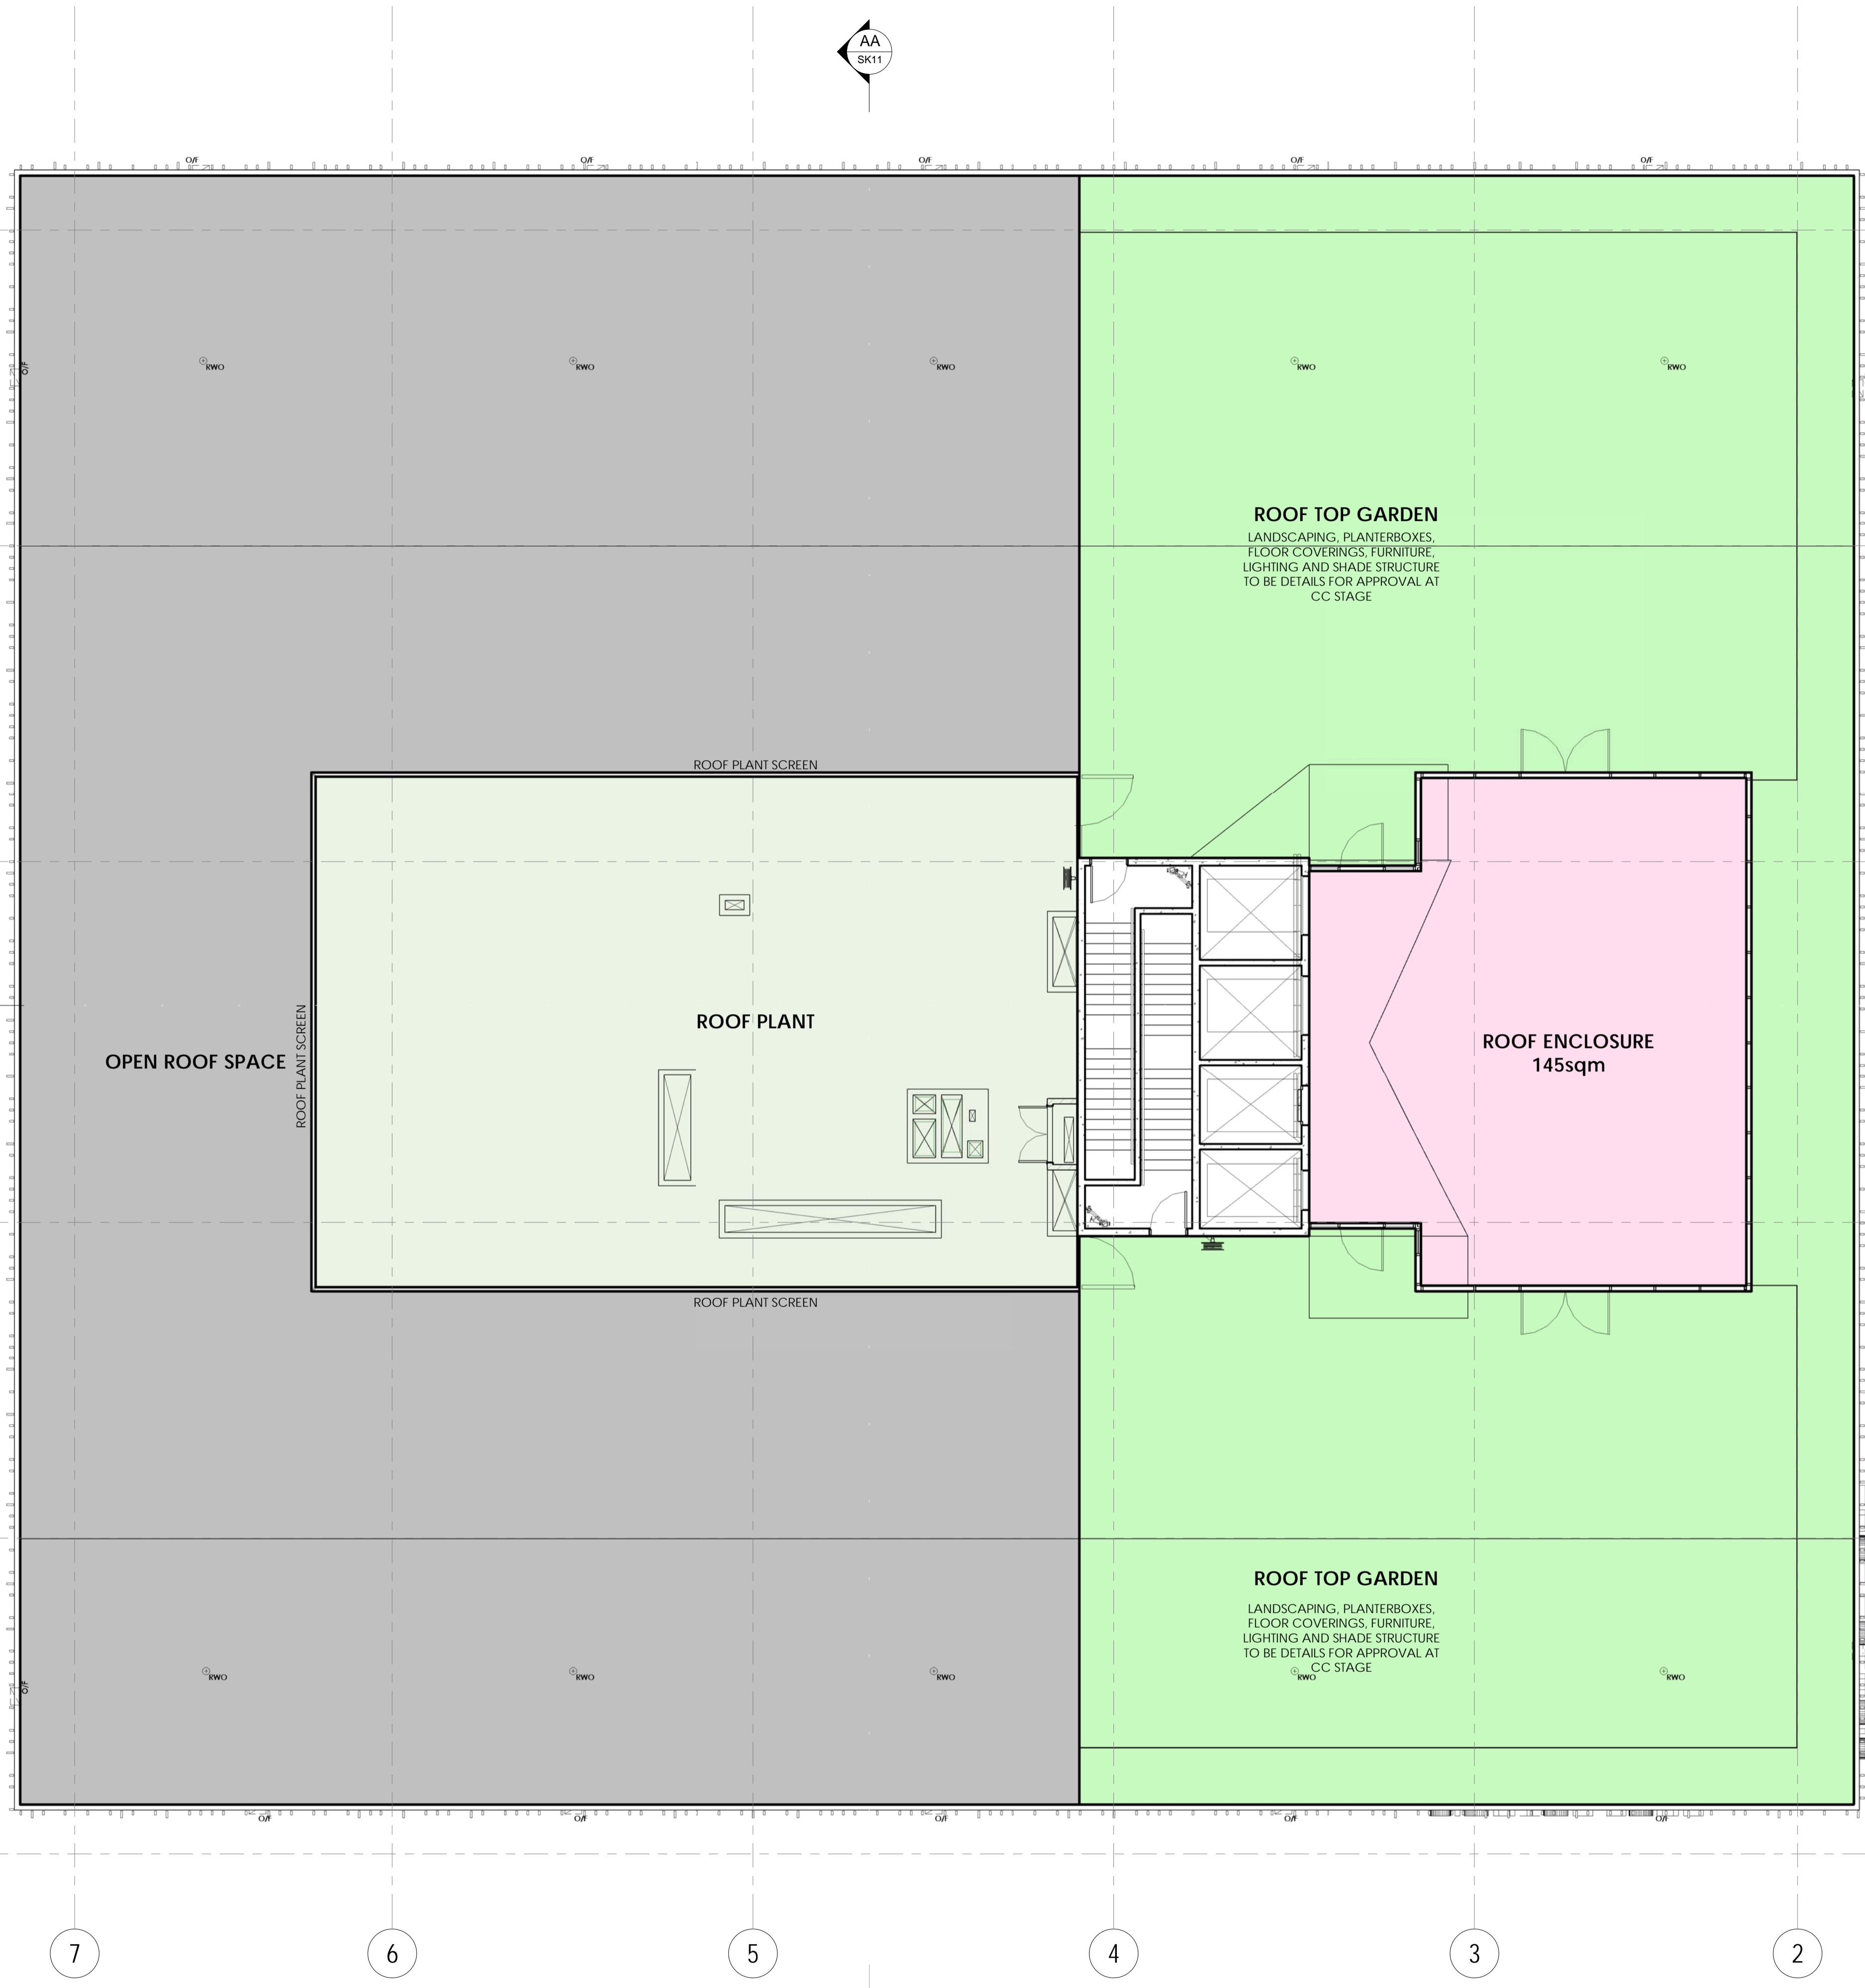 AA
SK11
O/F
O/F
O/F
O/F
O/F
O/F
RWO
RWO
RWO
RWO
RWO
ROOF TOP GARDEN
LANDSCAPING, PLANTERBOXES,
FLOOR COVERINGS, FURNITURE,
LIGHTING AND SHADE STRUCTURE
TO BE DETAILS FOR APPROVAL AT
CC STAGE
ROOF PLANT SCREEN
ROOF PLANT SCREEN
ROOF PLANT
OPEN ROOF SPACE
ROOF ENCLOSURE
145sqm
ROOF PLANT SCREEN
ROOF TOP GARDEN
LANDSCAPING, PLANTERBOXES,
FLOOR COVERINGS, FURNITURE,
LIGHTING AND SHADE STRUCTURE
TO BE DETAILS FOR APPROVAL AT
CC STAGE
O/F
RWO
RWO
RWO
RWO
RWO
O/F
O/F
O/F
O/F
O/F
7
6
5
4
3
2